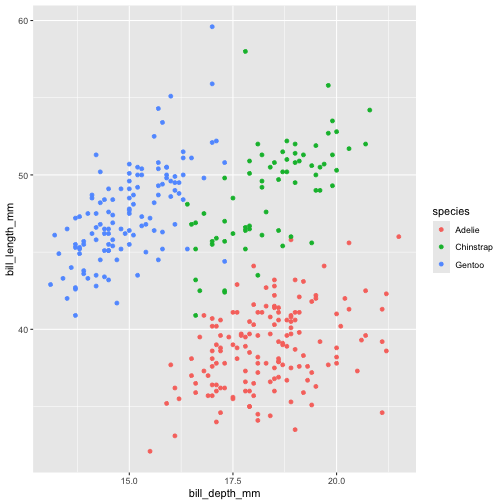 60
50
40
bill_length_mm
15.0
17.5
20.0
bill_depth_mm
species
Adelie
Chinstrap
Gentoo